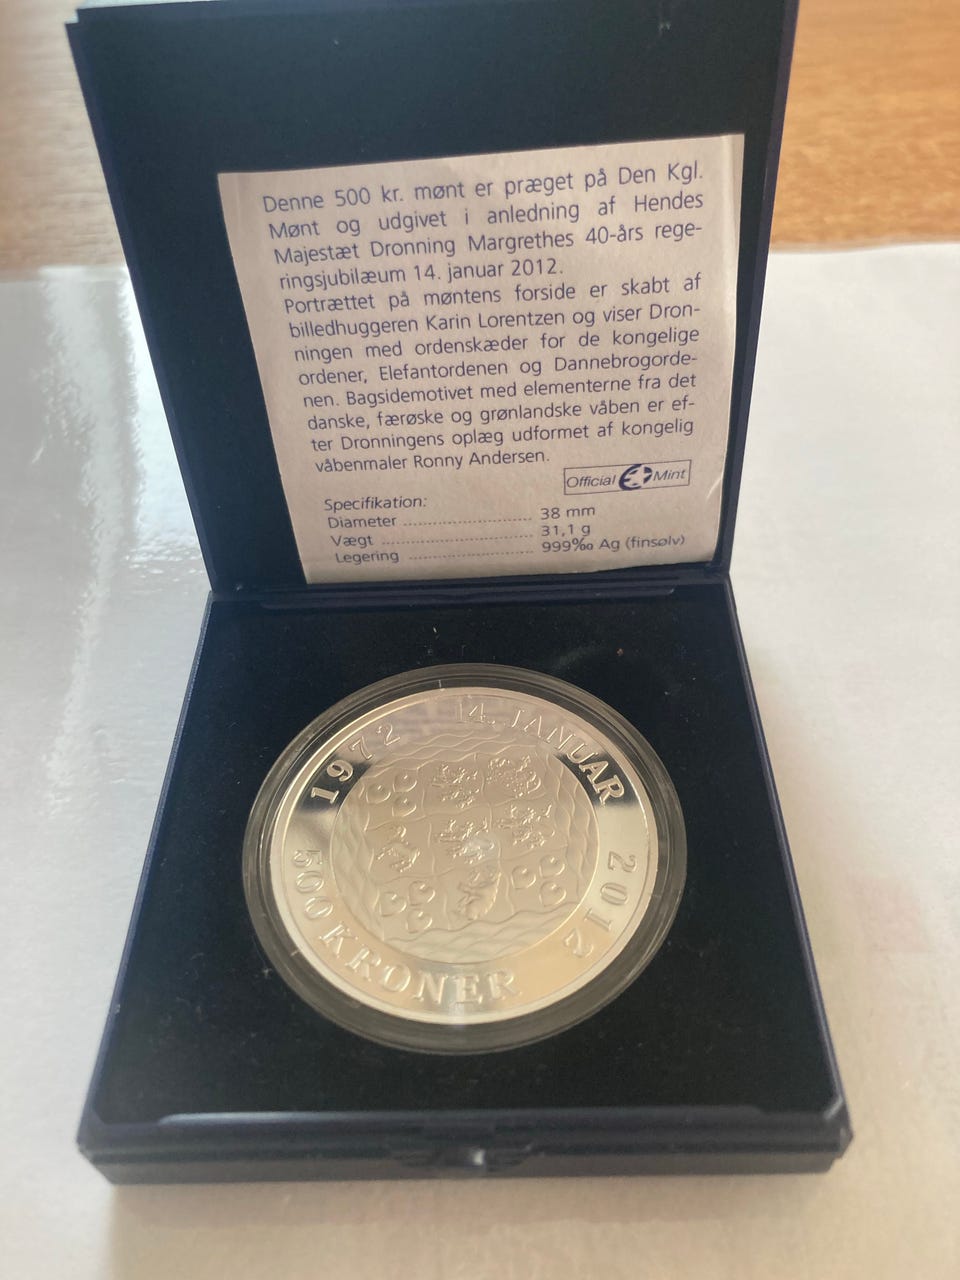 Denne 500 kr. mønt er præget på Den Kgl.
Mønt og udgivet i anledning af Hendes
Majestæt Dronning Margrethes 40-års rege-
ringsjubilæum 14. januar 2012.
Portrættet på møntens forside er skabt af
billedhuggeren Karin Lorentzen og viser Dron-
ningen med ordenskæder for de kongelige
ordener, Elefantordenen og Dannebrogorde-
nen. Bagsidemotivet med elementerne fra det
danske, færøske og grønlandske våben er ef-
ter Dronningens oplæg udformet af kongelig
våbenmaler Ronny Andersen.
Official Mint
Specifikation:
Diameter ............................ 38 mm
Vægt ................................. 31,1 g
Legering ........................... 999‰ Ag (finsølv)
1972 14. JANUAR 2012
500 KRONER